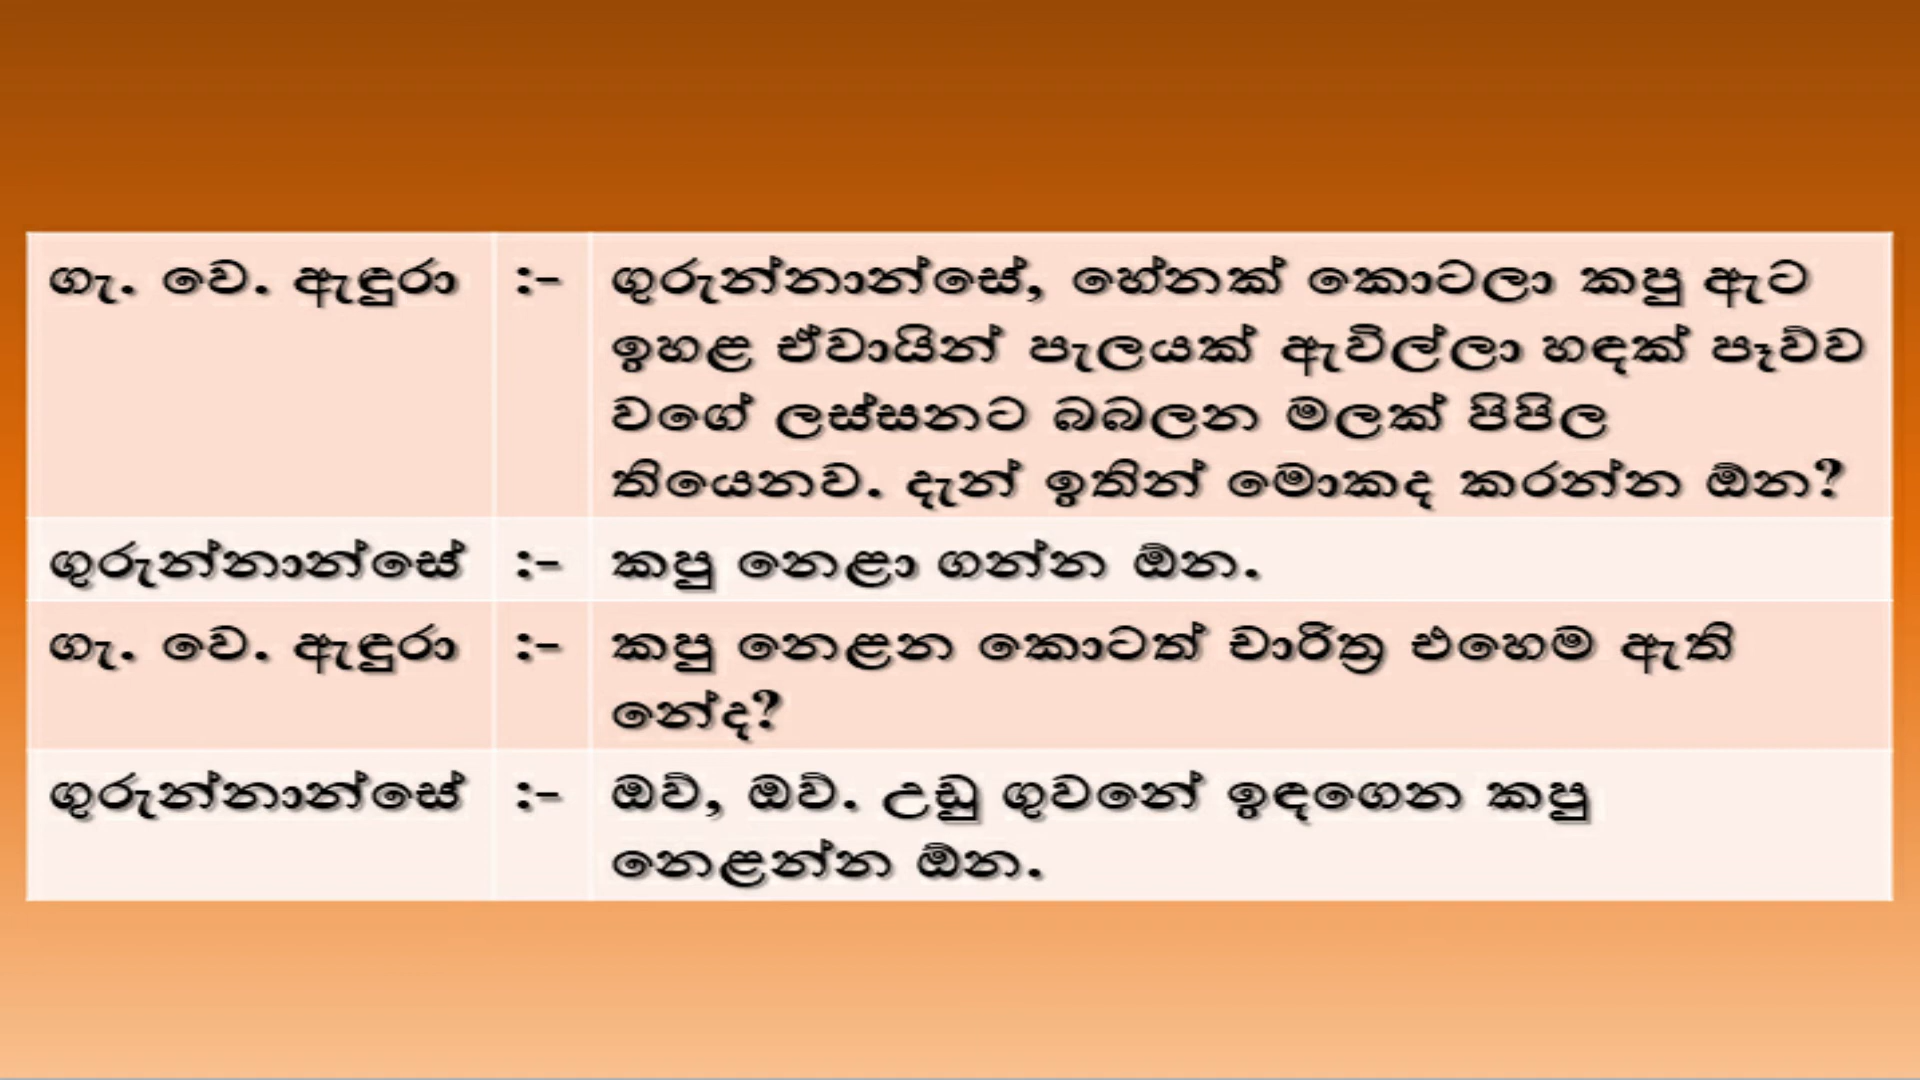 ගැ. වෙ. ඇඳුරා :- ගුරුන්නාන්සේ, හේනක් කොටලා කපු ඇට
ඉහළ ඒවායින් පැලයක් ඇවිල්ලා හඳක් පෑව්ව
වගේ ලස්සනට බබලන මලක් පිපිල
තියෙනව. දැන් ඉතින් මොකද කරන්න ඕන?
ගුරුන්නාන්සේ :- කපු නෙළා ගන්න ඕන.
ගැ. වෙ. ඇඳුරා :- කපු නෙළන කොටත් චාරිත්‍ර එහෙම ඇති
නේද?
ගුරුන්නාන්සේ :- ඔව්, ඔව්. උඩු ගුවනේ ඉඳගෙන කපු
නෙළන්න ඕන.